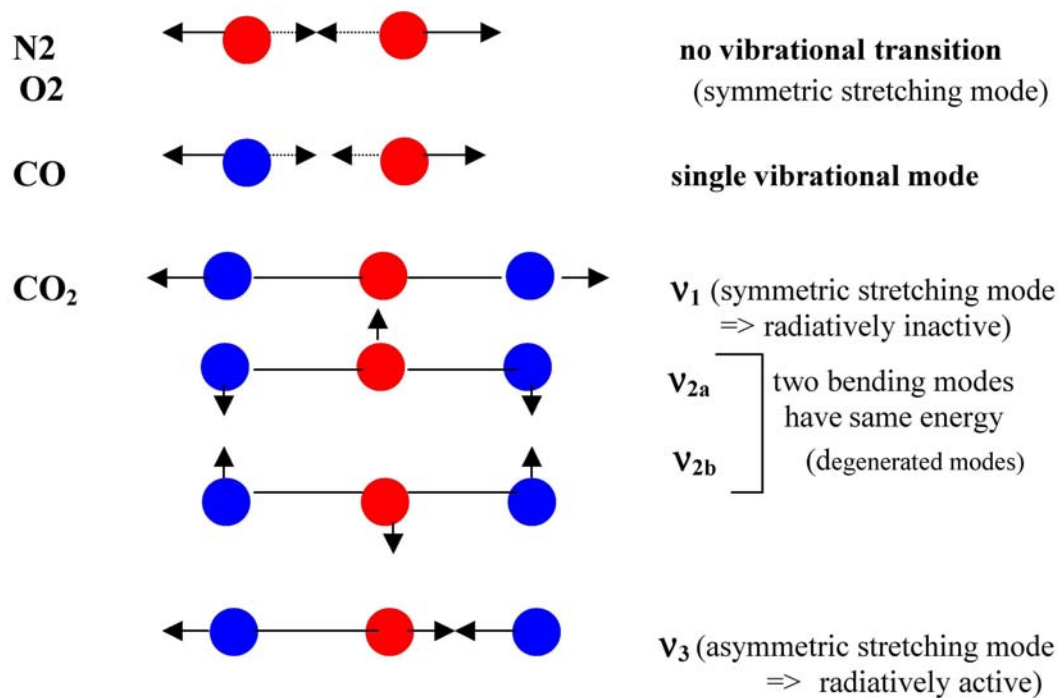 N2 no vibrational transition
O2 (symmetric stretching mode)
CO single vibrational mode
CO₂ ν₁ (symmetric stretching mode
=> radiatively inactive)
ν₂ₐ two bending modes
have same energy
ν2b (degenerated modes)
ν₃ (asymmetric stretching mode
=> radiatively active)